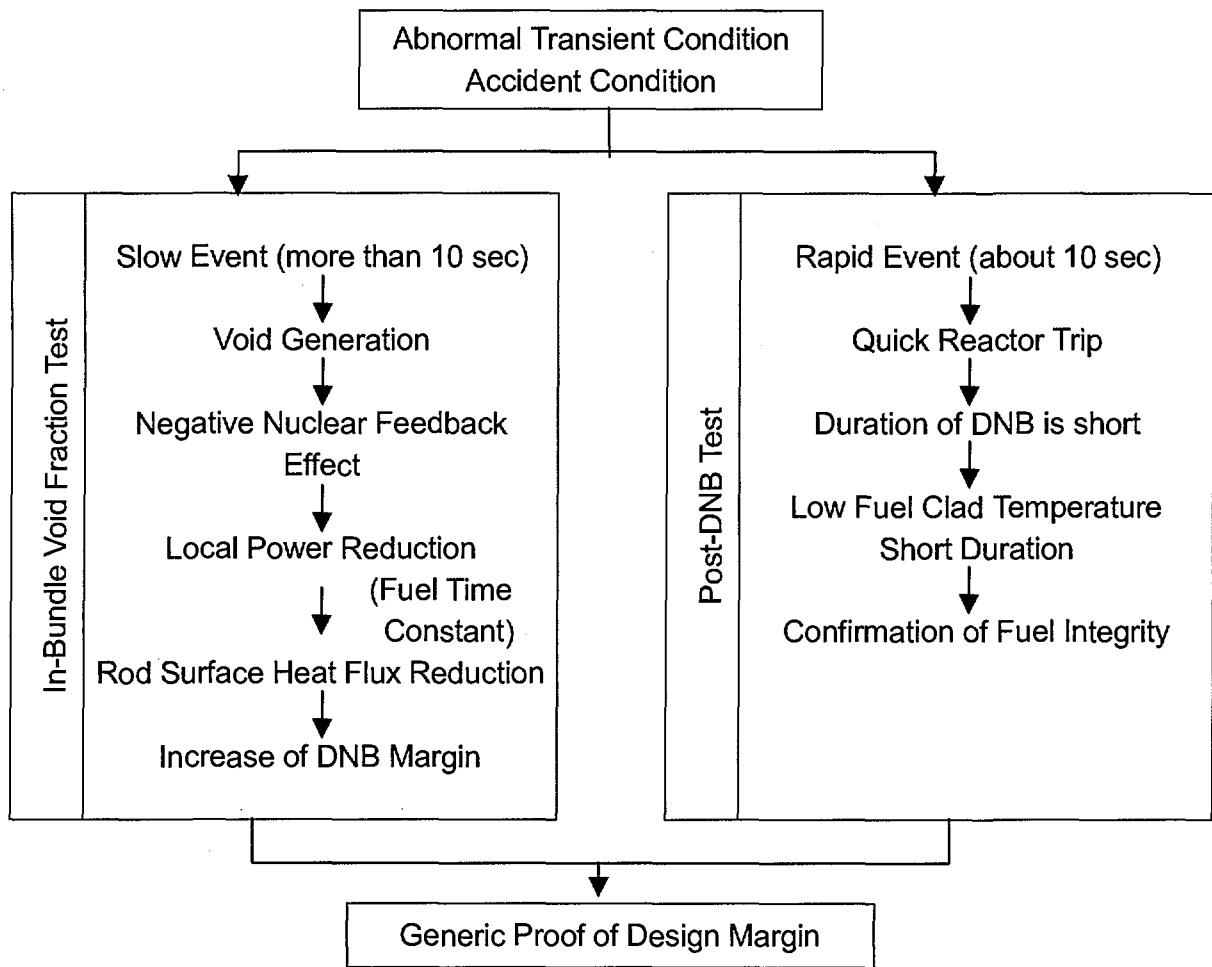 Abnormal Transient Condition
Accident Condition
In-Bundle Void Fraction Test
Slow Event (more than 10 sec)
Void Generation
Negative Nuclear Feedback
Effect
Local Power Reduction
(Fuel Time
Constant)
Rod Surface Heat Flux Reduction
Increase of DNB Margin
Post-DNB Test
Rapid Event (about 10 sec)
Quick Reactor Trip
Duration of DNB is short
Low Fuel Clad Temperature
Short Duration
Confirmation of Fuel Integrity
Generic Proof of Design Margin